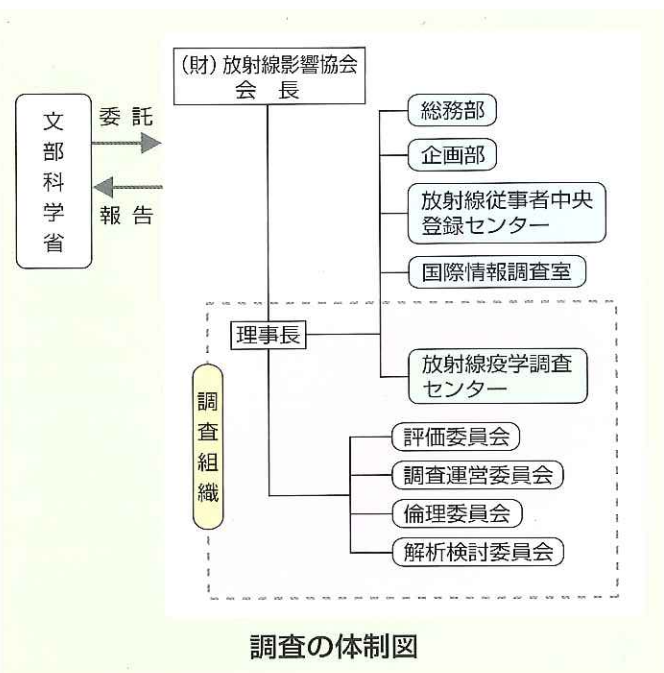 (財)放射線影響協会
会 長
文部科学省
委 託
報 告
総務部
企画部
放射線従事者中央
登録センター
国際情報調査室
理事長
放射線疫学調査
センター
調査組織
評価委員会
調査運営委員会
倫理委員会
解析検討委員会
調査の体制図